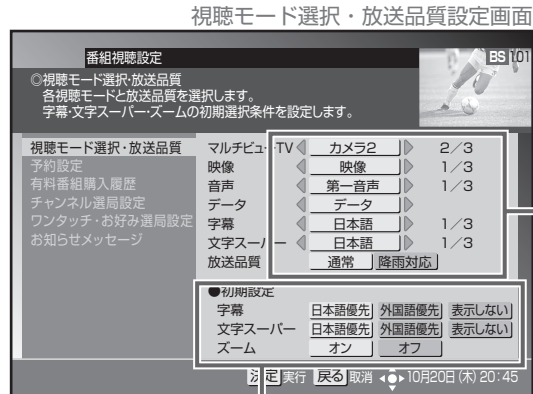 視聴モード選択・放送品質設定画面
番組視聴設定
BS 101
◎視聴モード選択・放送品質
各視聴モードと放送品質を選択します。
字幕・文字スーパー・ズームの初期選択条件を設定します。
視聴モード選択・放送品質
予約設定
有料番組購入履歴
チャンネル選局設定
ワンタッチ・お好み選局設定
お知らせメッセージ
マルチビューTV カメラ2 2/3
映像 映像 1/3
音声 第一音声 1/3
データ データ
字幕 日本語 1/3
文字スーパー 日本語 1/3
放送品質 通常 降雨対応
●初期設定
字幕 日本語優先 外国語優先 表示しない
文字スーパー 日本語優先 外国語優先 表示しない
ズーム オン オフ
決定 実行 戻る 取消 10月20日(木)20:45